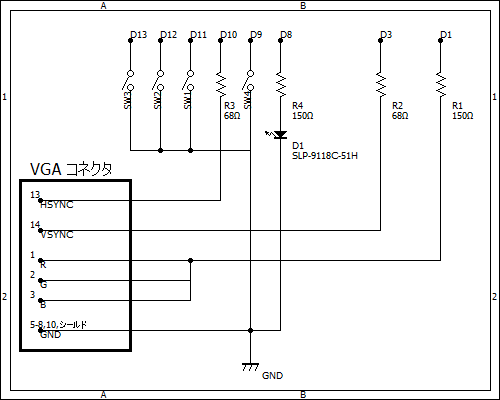 A B
D13 D12 D11 D10 D9 D8 D3 D1
1 1
SW3 SW2 SW1 SW4
R3 R4 R2 R1
68Ω 150Ω 68Ω 150Ω
D1
SLP-9118C-51H
VGA コネクタ
13
HSYNC
14
VSYNC
1
R
2
G
2 2
3
B
5-8,10,シールド
GND
GND
A B